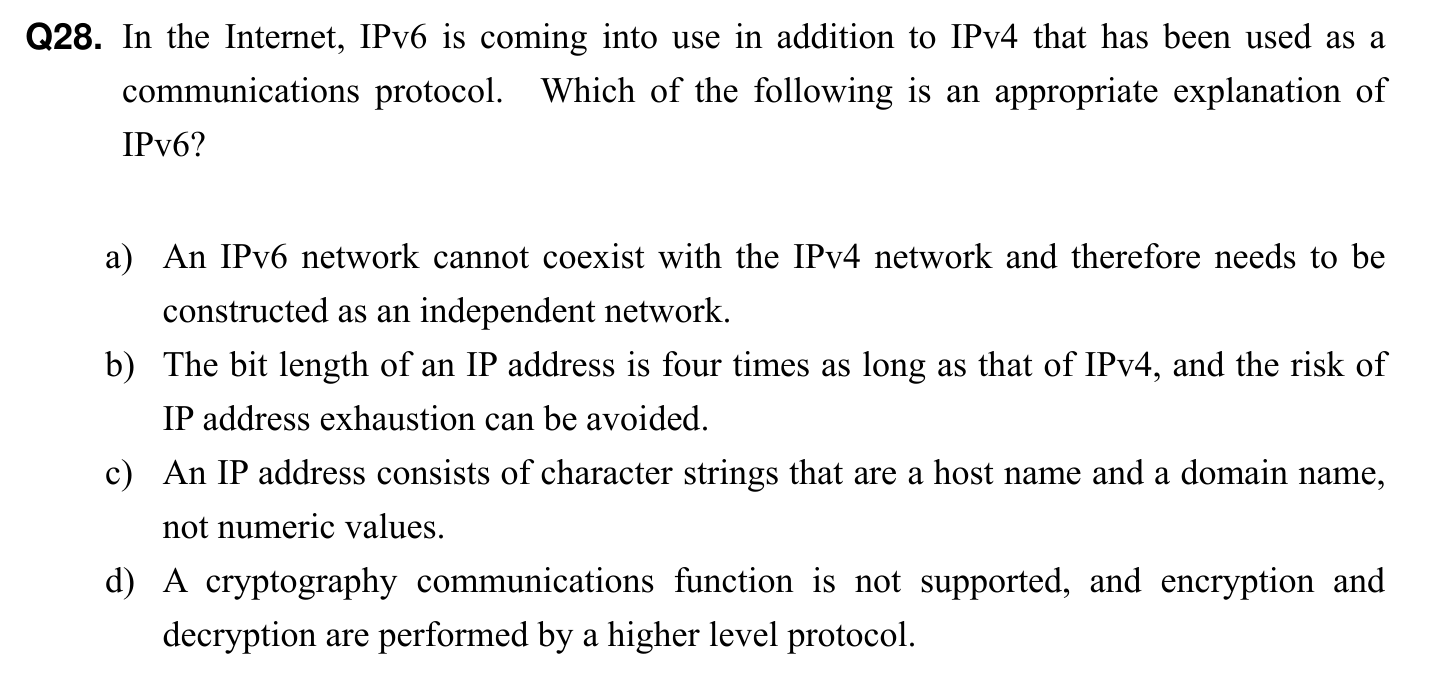 Q28. In the Internet, IPv6 is coming into use in addition to IPv4 that has been used as a
communications protocol. Which of the following is an appropriate explanation of
IPv6?
a) An IPv6 network cannot coexist with the IPv4 network and therefore needs to be
constructed as an independent network.
b) The bit length of an IP address is four times as long as that of IPv4, and the risk of
IP address exhaustion can be avoided.
c) An IP address consists of character strings that are a host name and a domain name,
not numeric values.
d) A cryptography communications function is not supported, and encryption and
decryption are performed by a higher level protocol.